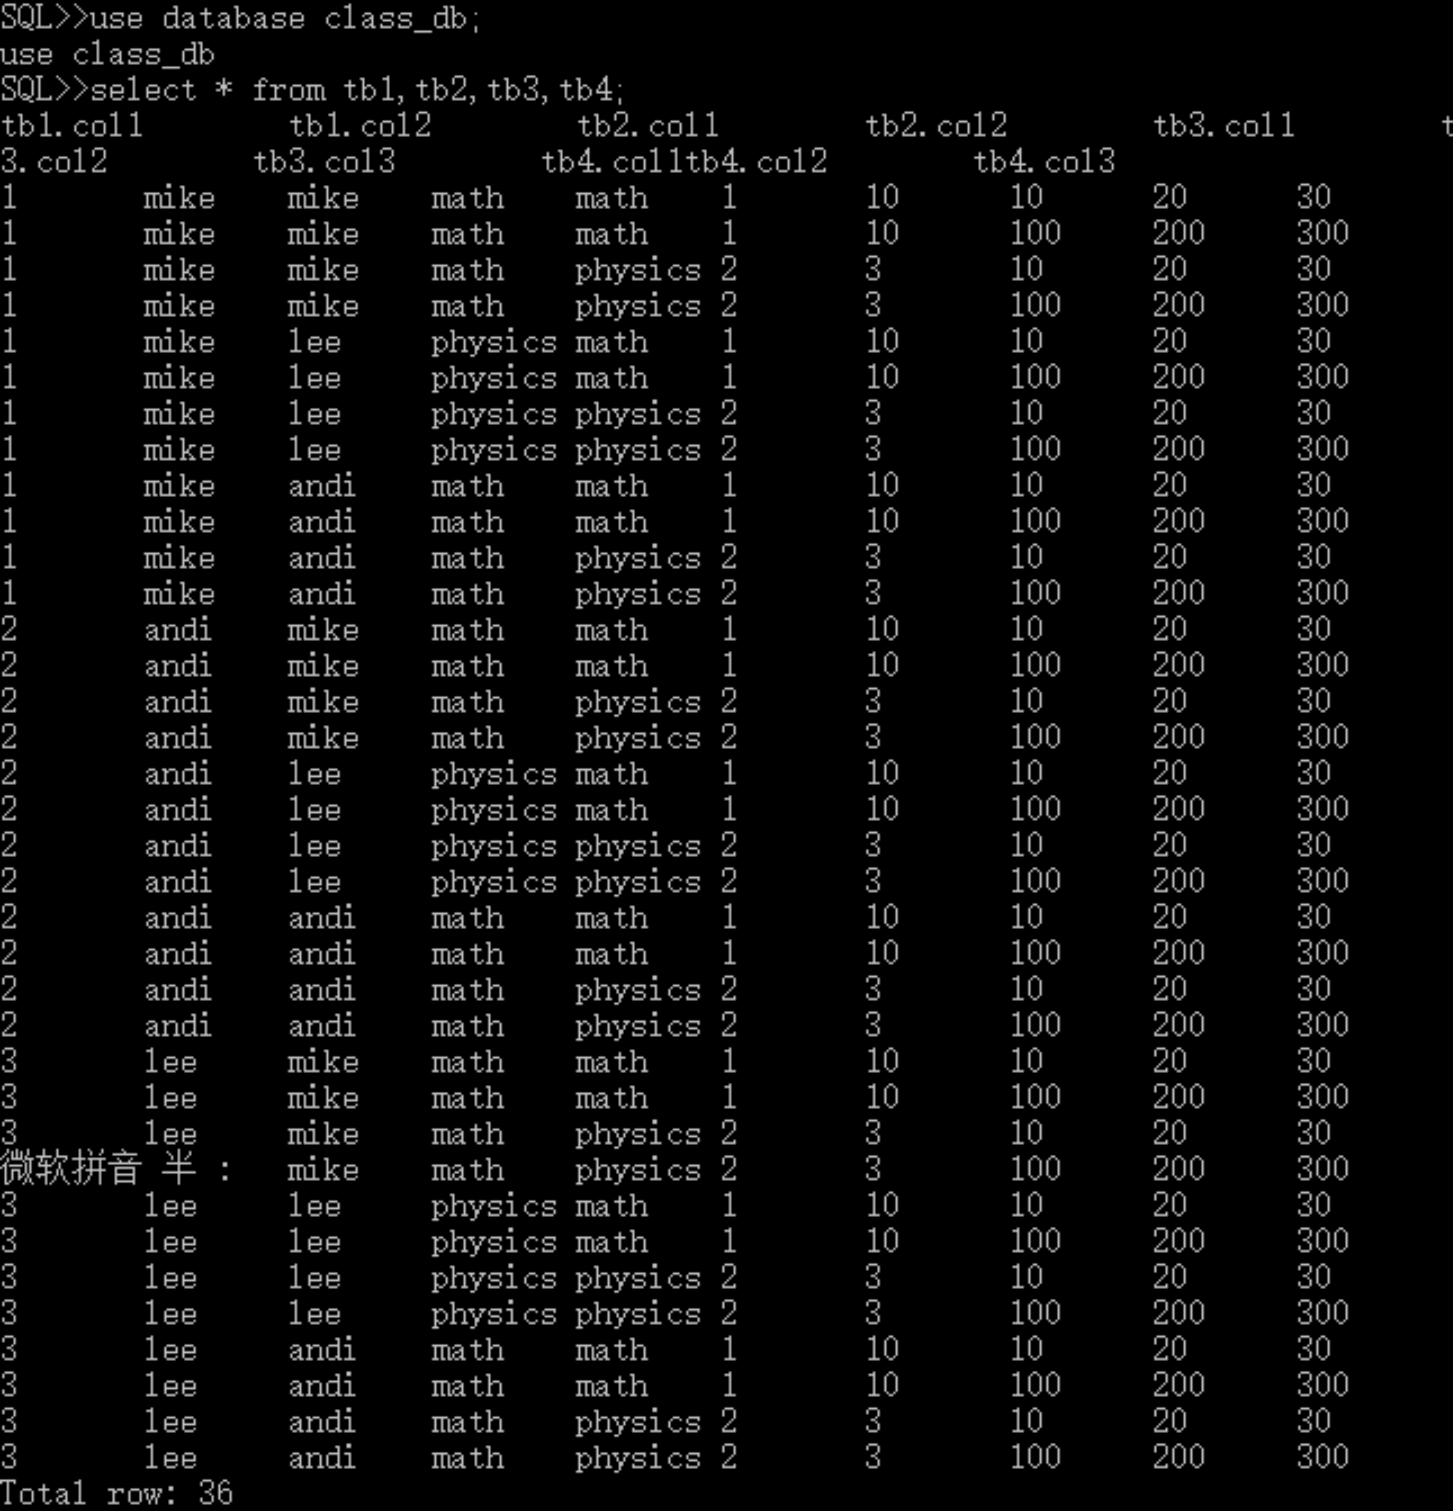 SQL>>use database class_db;
use class_db
SQL>>select * from tb1,tb2,tb3,tb4;
tb1.col1 tb1.col2 tb2.col1 tb2.col2 tb3.col1 t
3.col2 tb3.col3 tb4.col1tb4.col2 tb4.col3
1 mike mike math math 1 10 10 20 30
1 mike mike math math 1 10 100 200 300
1 mike mike math physics 2 3 10 20 30
1 mike mike math physics 2 3 100 200 300
1 mike lee physics math 1 10 10 20 30
1 mike lee physics math 1 10 100 200 300
1 mike lee physics physics 2 3 10 20 30
1 mike lee physics physics 2 3 100 200 300
1 mike andi math math 1 10 10 20 30
1 mike andi math math 1 10 100 200 300
1 mike andi math physics 2 3 10 20 30
1 mike andi math physics 2 3 100 200 300
2 andi mike math math 1 10 10 20 30
2 andi mike math math 1 10 100 200 300
2 andi mike math physics 2 3 10 20 30
2 andi mike math physics 2 3 100 200 300
2 andi lee physics math 1 10 10 20 30
2 andi lee physics math 1 10 100 200 300
2 andi lee physics physics 2 3 10 20 30
2 andi lee physics physics 2 3 100 200 300
2 andi andi math math 1 10 10 20 30
2 andi andi math math 1 10 100 200 300
2 andi andi math physics 2 3 10 20 30
2 andi andi math physics 2 3 100 200 300
3 lee mike math math 1 10 10 20 30
3 lee mike math math 1 10 100 200 300
3 lee mike math physics 2 3 10 20 30
微软拼音 半 : mike math physics 2 3 100 200 300
3 lee lee physics math 1 10 10 20 30
3 lee lee physics math 1 10 100 200 300
3 lee lee physics physics 2 3 10 20 30
3 lee lee physics physics 2 3 100 200 300
3 lee andi math math 1 10 10 20 30
3 lee andi math math 1 10 100 200 300
3 lee andi math physics 2 3 10 20 30
3 lee andi math physics 2 3 100 200 300
Total row: 36